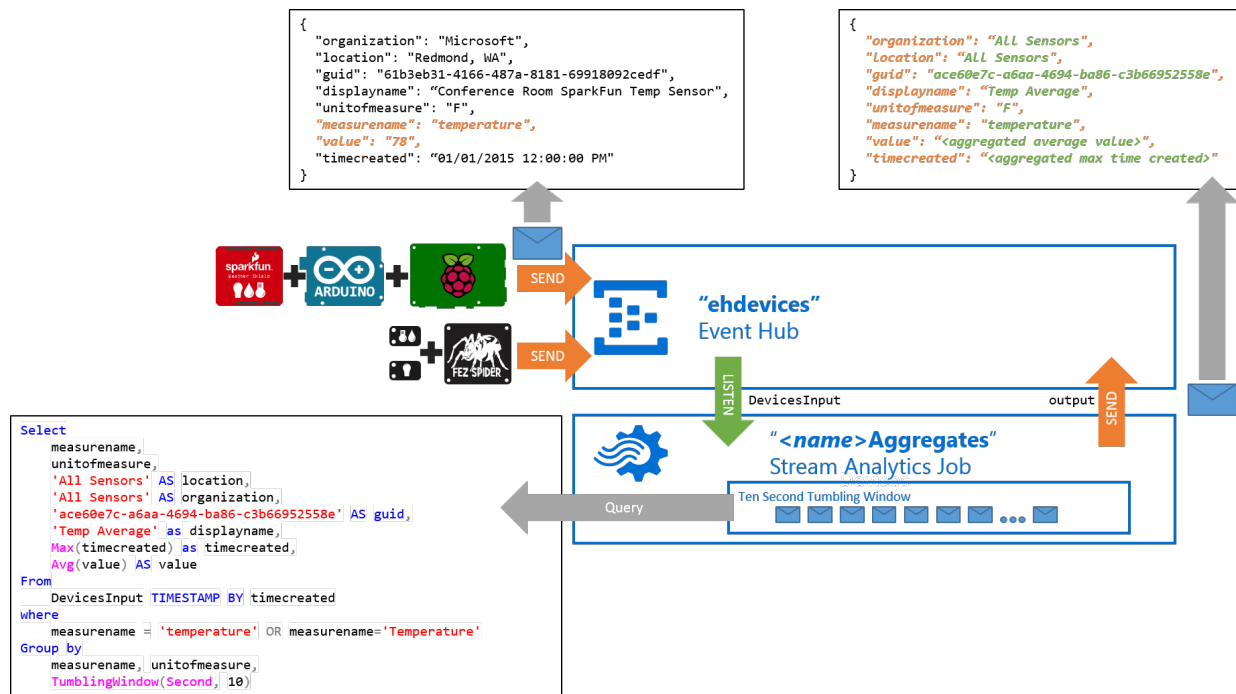 {
"organization": "Microsoft",
"location": "Redmond, WA",
"guid": "61b3eb31-4166-487a-8181-69918092cedf",
"displayname": “Conference Room SparkFun Temp Sensor",
"unitofmeasure": "F",
"measurename": "temperature",
"value": "78",
"timecreated": “01/01/2015 12:00:00 PM"
}
{
"organization": “All Sensors",
"location": “All Sensors",
"guid": "ace60e7c-a6aa-4694-ba86-c3b66952558e",
"displayname": “Temp Average",
"unitofmeasure": "F",
"measurename": "temperature",
"value": “<aggregated average value>",
"timecreated": “<aggregated max time created>"
}
sparkfun
Weather Shield
ARDUINO
SEND
“ehdevices”
Event Hub
FEZ SPIDER
SEND
LISTEN
DevicesInput
output
SEND
“<name>Aggregates”
Stream Analytics Job
Ten Second Tumbling Window
Query
Select
measurename,
unitofmeasure,
'All Sensors' AS location,
'All Sensors' AS organization,
'ace60e7c-a6aa-4694-ba86-c3b66952558e' AS guid,
'Temp Average' as displayname,
Max(timecreated) as timecreated,
Avg(value) AS value
From
DevicesInput TIMESTAMP BY timecreated
where
measurename = 'temperature' OR measurename='Temperature'
Group by
measurename, unitofmeasure,
TumblingWindow(Second, 10)